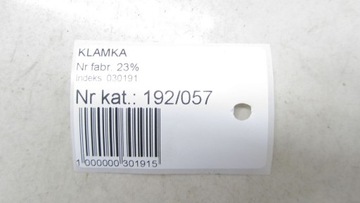 KLAMKA
Nr fabr. 23%
indeks: 030191
Nr kat.: 192/057
1 000000 301915